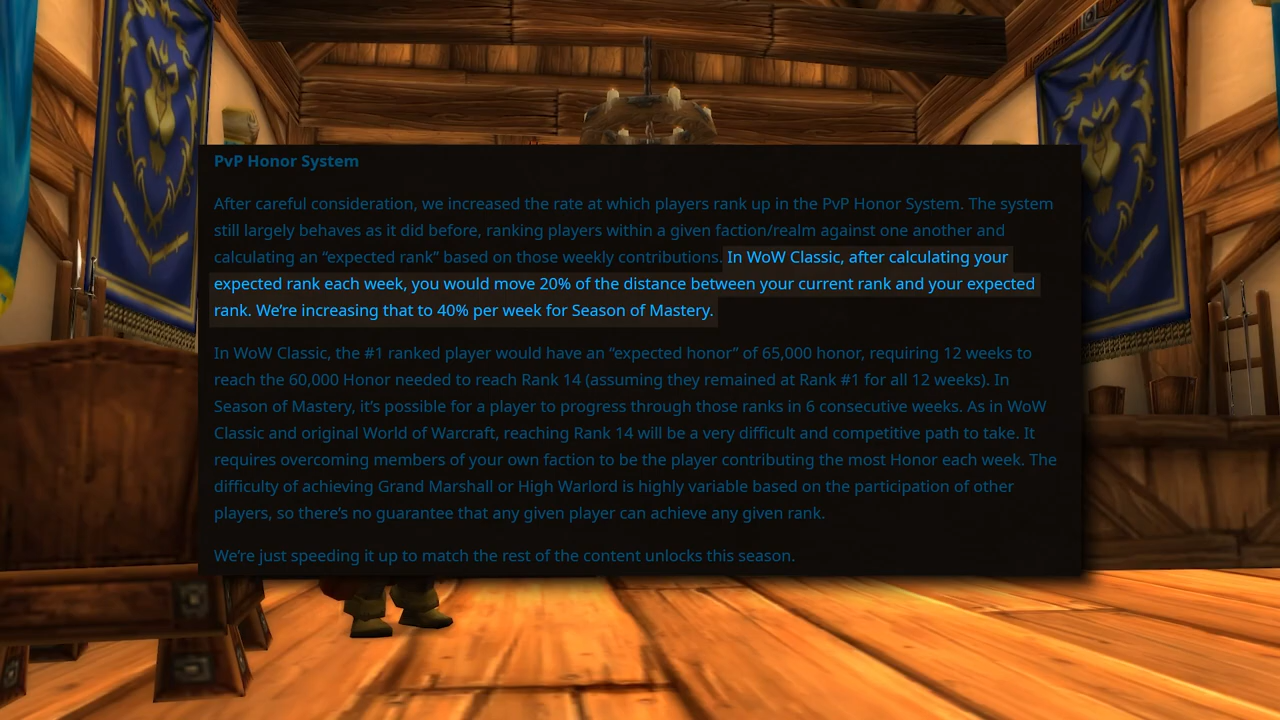 PvP Honor System
After careful consideration, we increased the rate at which players rank up in the PvP Honor System. The system
still largely behaves as it did before, ranking players within a given faction/realm against one another and
calculating an “expected rank” based on those weekly contributions. In WoW Classic, after calculating your
expected rank each week, you would move 20% of the distance between your current rank and your expected
rank. We’re increasing that to 40% per week for Season of Mastery.
In WoW Classic, the #1 ranked player would have an “expected honor” of 65,000 honor, requiring 12 weeks to
reach the 60,000 Honor needed to reach Rank 14 (assuming they remained at Rank #1 for all 12 weeks). In
Season of Mastery, it’s possible for a player to progress through those ranks in 6 consecutive weeks. As in WoW
Classic and original World of Warcraft, reaching Rank 14 will be a very difficult and competitive path to take. It
requires overcoming members of your own faction to be the player contributing the most Honor each week. The
difficulty of achieving Grand Marshall or High Warlord is highly variable based on the participation of other
players, so there’s no guarantee that any given player can achieve any given rank.
We’re just speeding it up to match the rest of the content unlocks this season.